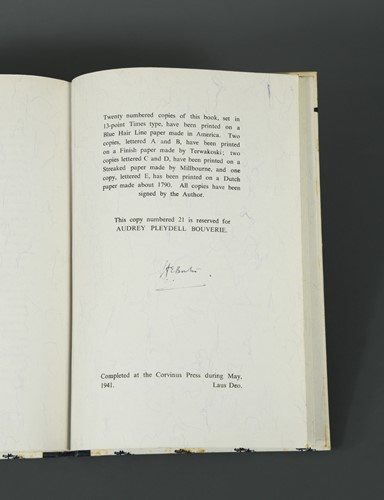 Twenty numbered copies of this book, set in
13-point Times type, have been printed on a
Blue Hair Line paper made in America. Two
copies, lettered A and B, have been printed
on a Finish paper made by Terwakoski; two
copies lettered C and D, have been printed on a
Streaked paper made by Millbourne, and one
copy, lettered E, has been printed on a Dutch
paper made about 1790. All copies have been
signed by the Author.
This copy numbered 21 is reserved for
AUDREY PLEYDELL BOUVERIE.
Completed at the Corvinus Press during May,
1941. Laus Deo.